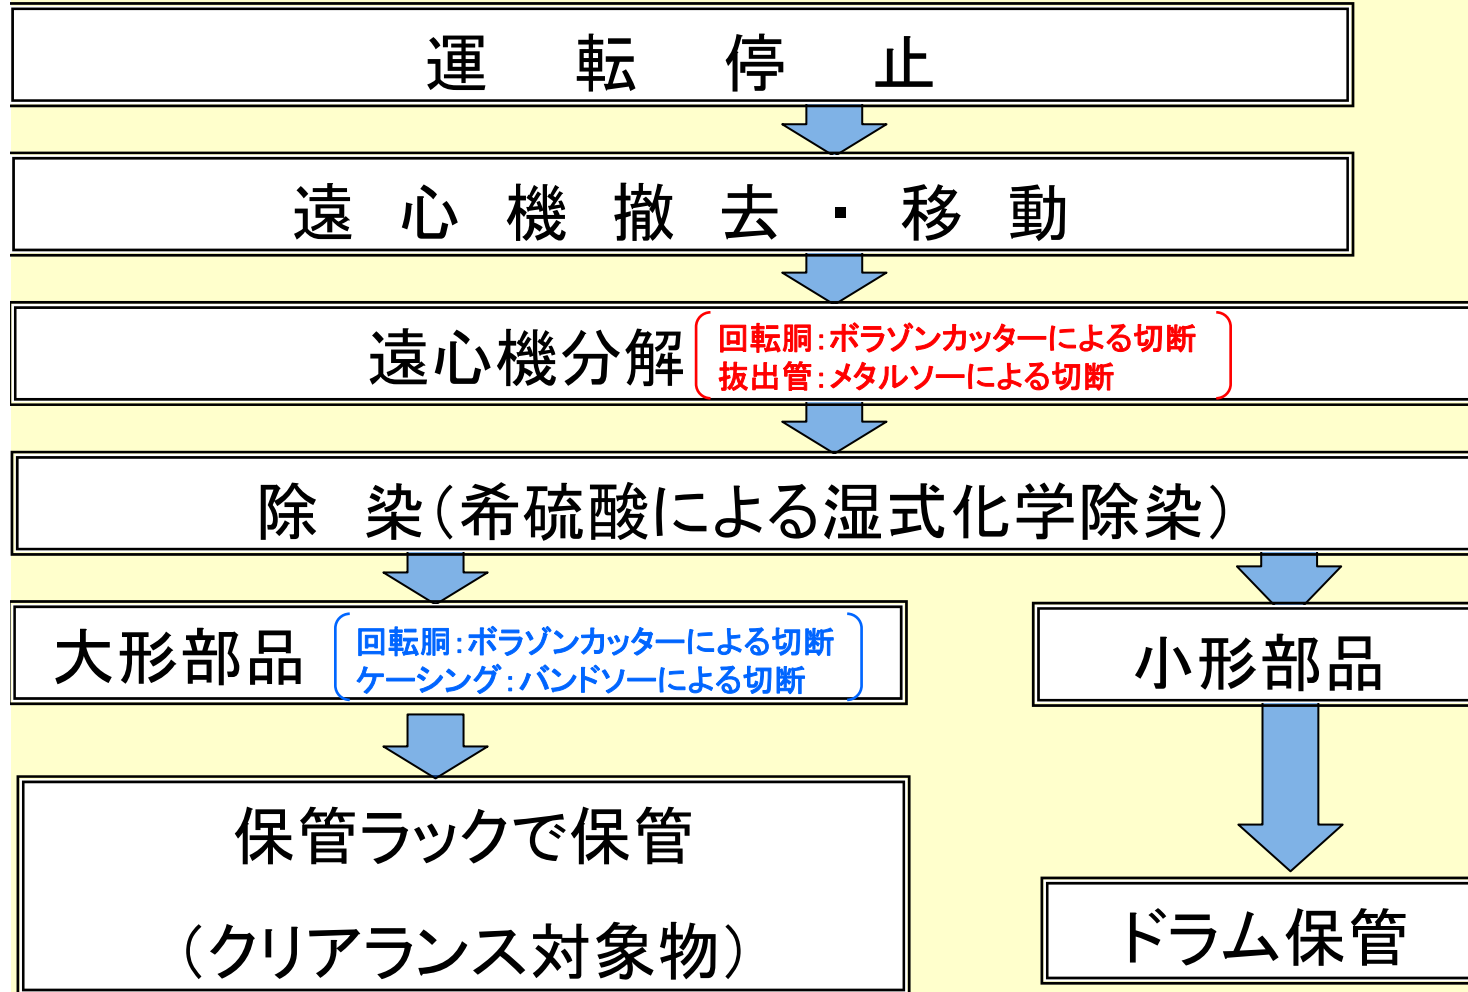 運　転　停　止
遠　心　機　撤　去　・　移　動
遠心機分解
回転胴：ボラゾンカッターによる切断
抜出管：メタルソーによる切断
除　染（希硫酸による湿式化学除染）
大形部品
回転胴：ボラゾンカッターによる切断
ケーシング：バンドソーによる切断
小形部品
保管ラックで保管
（クリアランス対象物）
ドラム保管